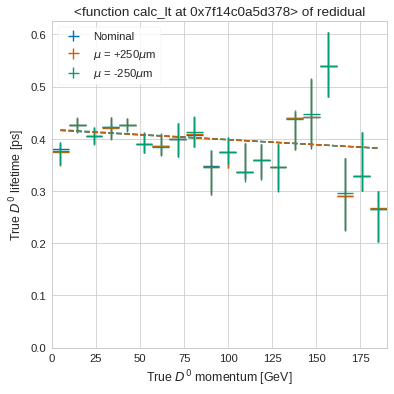 <function calc_lt at 0x7f14c0a5d378> of redidual
Nominal
μ = +250μm
μ = -250μm
True D⁰ lifetime [ps]
0.6
0.5
0.4
0.3
0.2
0.1
0.0
0 25 50 75 100 125 150 175
True D⁰ momentum [GeV]